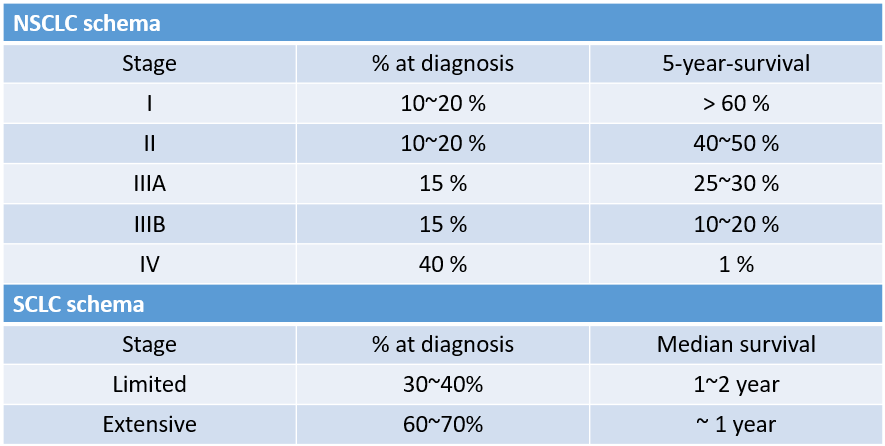 NSCLC schema
Stage % at diagnosis 5-year-survival
I 10~20 % > 60 %
II 10~20 % 40~50 %
IIIA 15 % 25~30 %
IIIB 15 % 10~20 %
IV 40 % 1 %
SCLC schema
Stage % at diagnosis Median survival
Limited 30~40% 1~2 year
Extensive 60~70% ~ 1 year